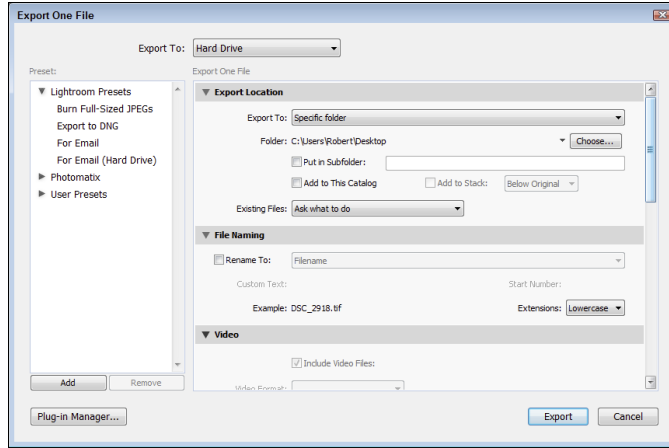 Export One File
Export To: Hard Drive
Preset:
Lightroom Presets
Burn Full-Sized JPEGs
Export to DNG
For Email
For Email (Hard Drive)
Photomatix
User Presets
Add Remove
Export One File
Export Location
Export To: Specific folder
Folder: C:\Users\Robert\Desktop Choose...
Put in Subfolder:
Add to This Catalog Add to Stack: Below Original
Existing Files: Ask what to do
File Naming
Rename To: Filename
Custom Text: Start Number:
Example: DSC_2918.tif Extensions: Lowercase
Video
Include Video Files:
Video Format:
Plug-in Manager... Export Cancel